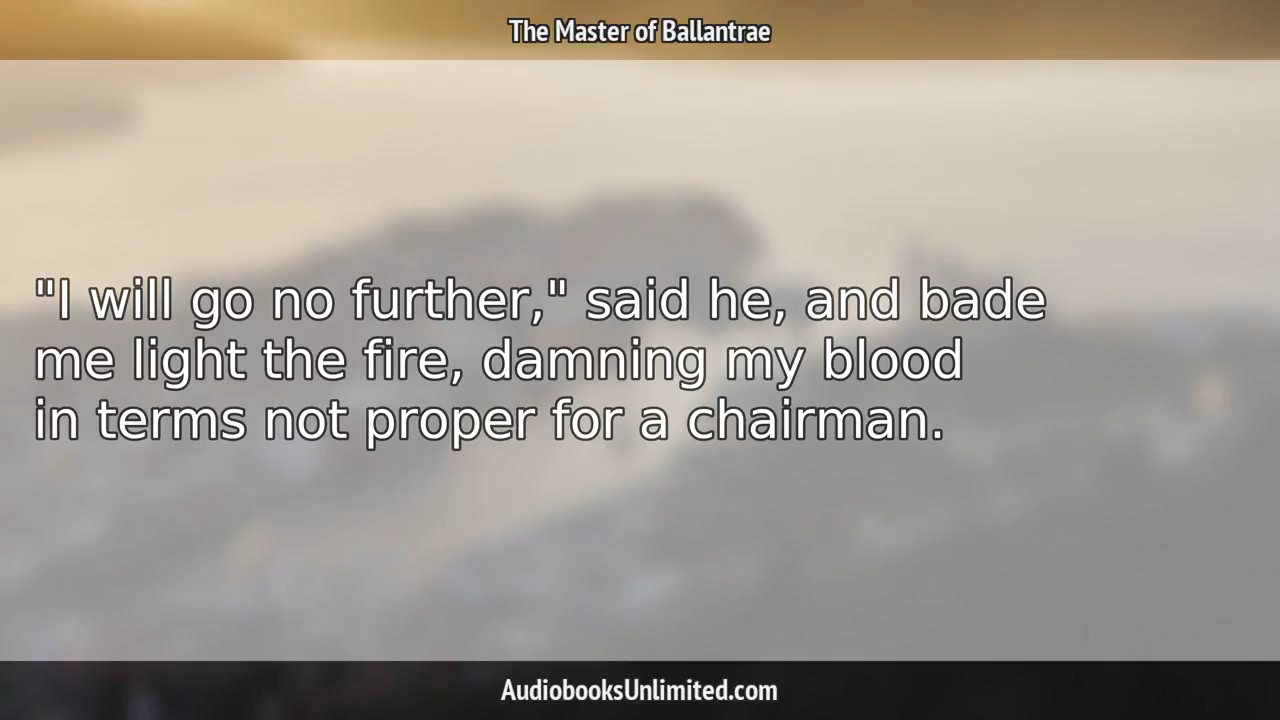 The Master of Ballantrae
"I will go no further," said he, and bade
me light the fire, damning my blood
in terms not proper for a chairman.
AudiobooksUnlimited.com